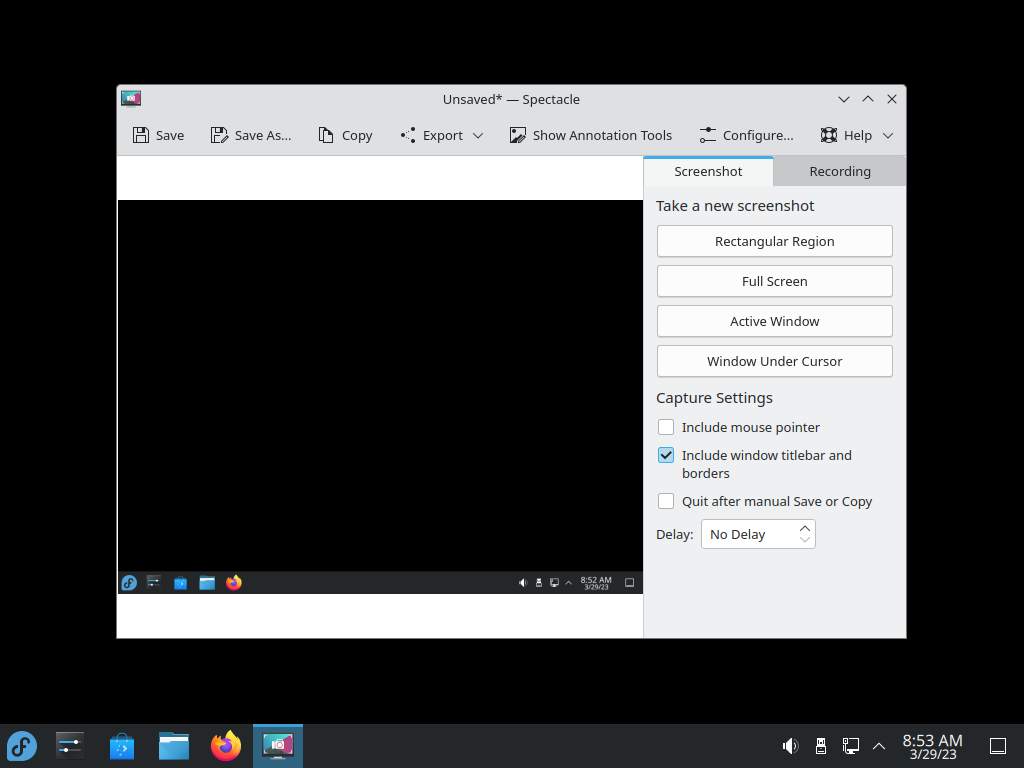 Unsaved* — Spectacle
Save
Save As...
Copy
Export
Show Annotation Tools
Configure...
Help
Screenshot
Recording
Take a new screenshot
Rectangular Region
Full Screen
Active Window
Window Under Cursor
Capture Settings
Include mouse pointer
Include window titlebar and
borders
Quit after manual Save or Copy
Delay:
No Delay
8:52 AM
3/29/23
8:53 AM
3/29/23